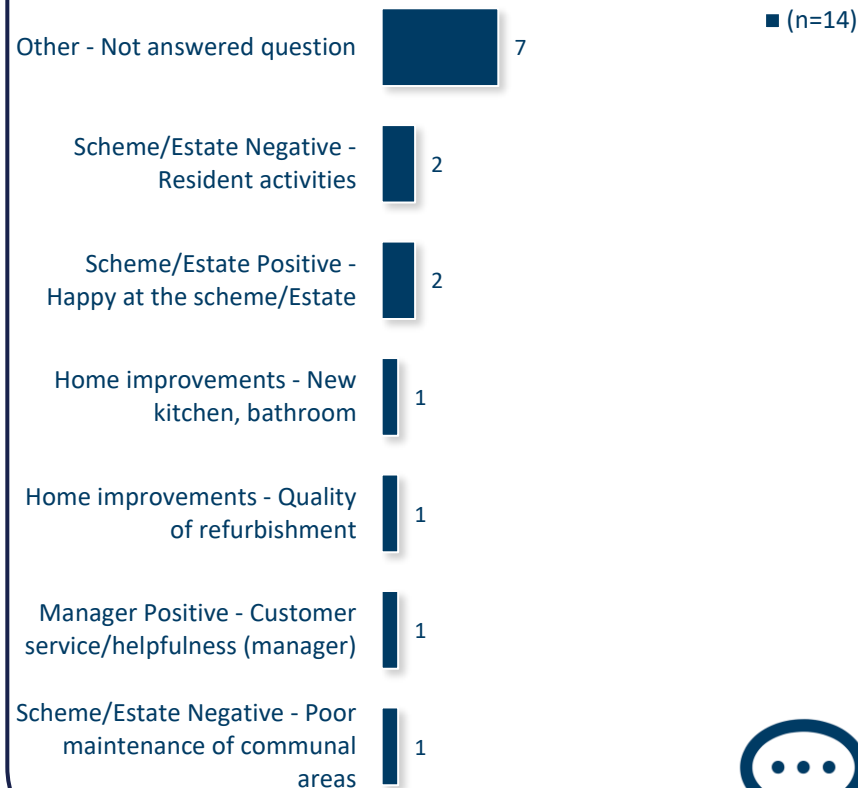 (n=14)
Other - Not answered question
7
Scheme/Estate Negative -
Resident activities
2
Scheme/Estate Positive -
Happy at the scheme/Estate
2
Home improvements - New
kitchen, bathroom
1
Home improvements - Quality
of refurbishment
1
Manager Positive - Customer
service/helpfulness (manager)
1
Scheme/Estate Negative - Poor
maintenance of communal
areas
1